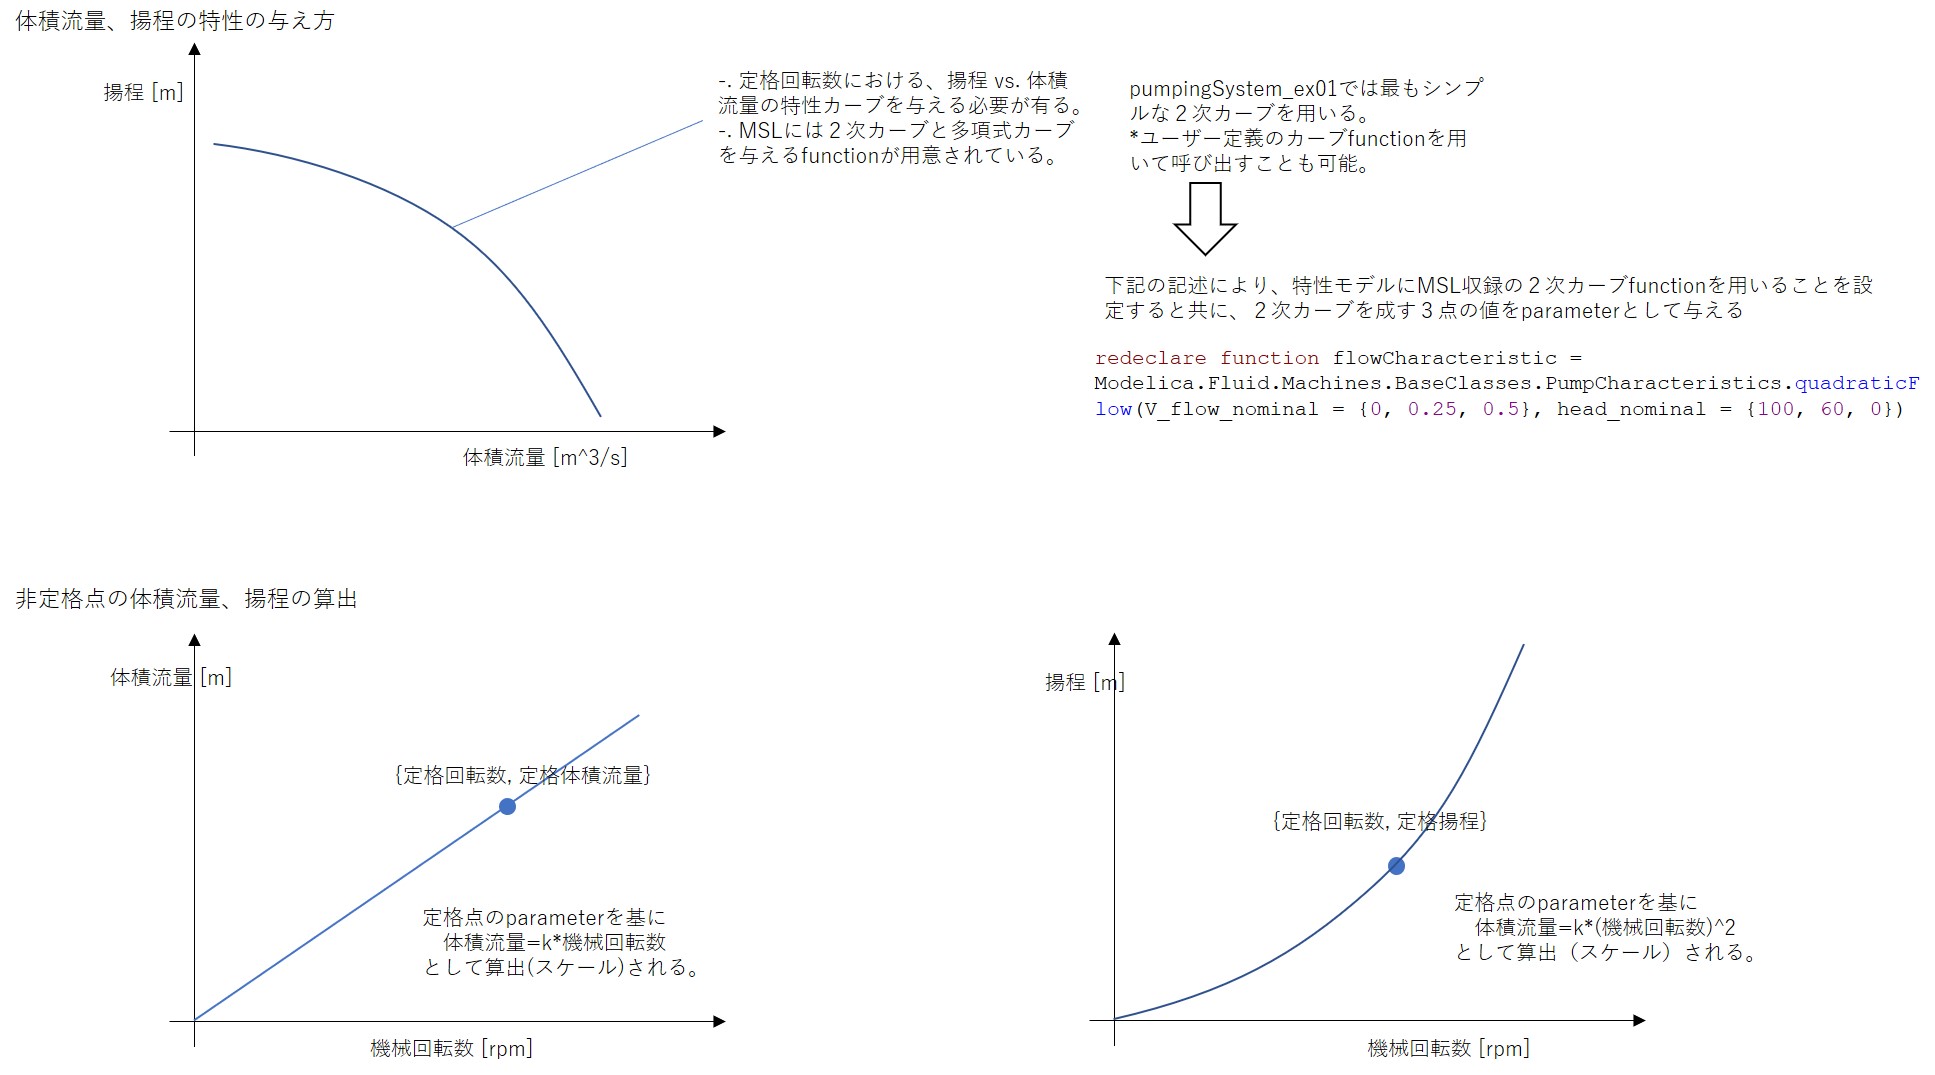 体積流量、揚程の特性の与え方
揚程 [m]
-. 定格回転数における、揚程 vs. 体積
流量の特性カーブを与える必要が有る。
-. MSLには２次カーブと多項式カーブ
を与えるfunctionが用意されている。
体積流量 [m^3/s]
pumpingSystem_ex01では最もシンプ
ルな２次カーブを用いる。
*ユーザー定義のカーブfunctionを用
いて呼び出すことも可能。
下記の記述により、特性モデルにMSL収録の２次カーブfunctionを用いることを設
定すると共に、２次カーブを成す３点の値をparameterとして与える
redeclare function flowCharacteristic =
Modelica.Fluid.Machines.BaseClasses.PumpCharacteristics.quadraticF
low(V_flow_nominal = {0, 0.25, 0.5}, head_nominal = {100, 60, 0})
非定格点の体積流量、揚程の算出
体積流量 [m]
{定格回転数, 定格体積流量}
定格点のparameterを基に
体積流量=k*機械回転数
として算出(スケール)される。
機械回転数 [rpm]
揚程 [m]
{定格回転数, 定格揚程}
定格点のparameterを基に
体積流量=k*(機械回転数)^2
として算出（スケール）される。
機械回転数 [rpm]